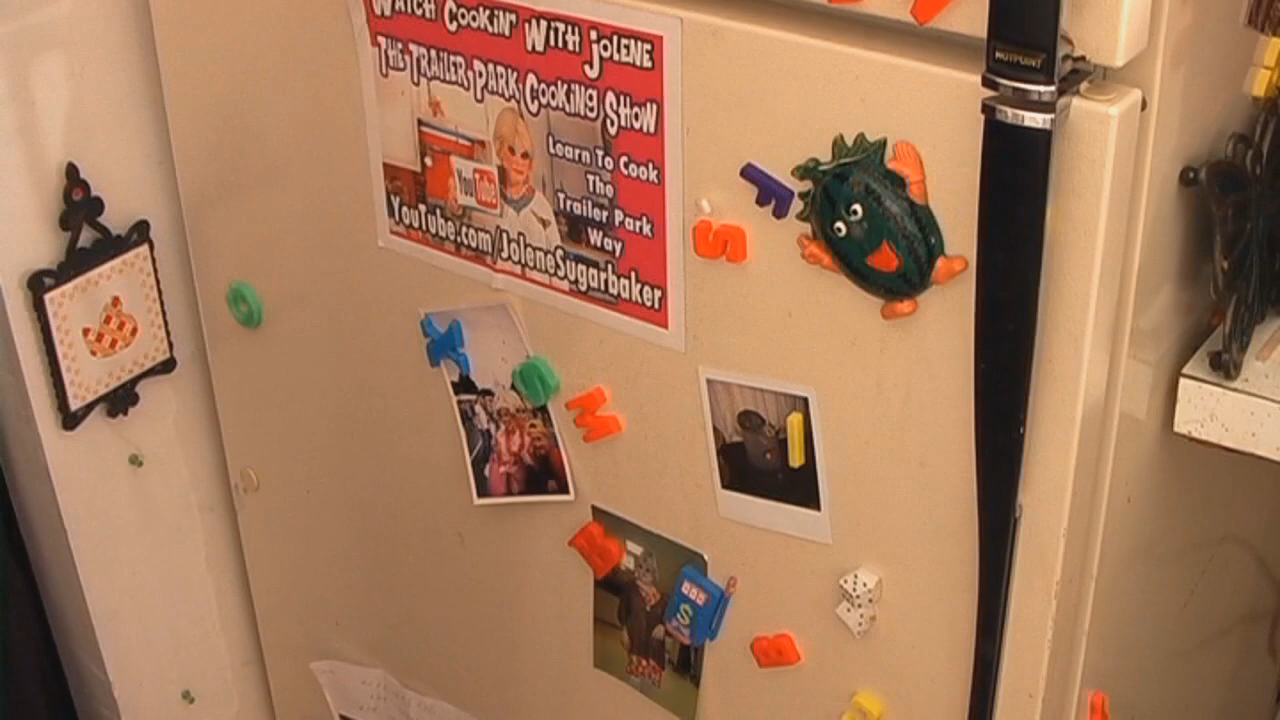 WATCH COOKIN' WITH JOLENE
THE TRAILER PARK COOKING SHOW
Learn To Cook
The
Trailer Park
Way
YouTube
YouTube.com/JoleneSugarbaker
HOTPOINT
F
S
X
M
B
$